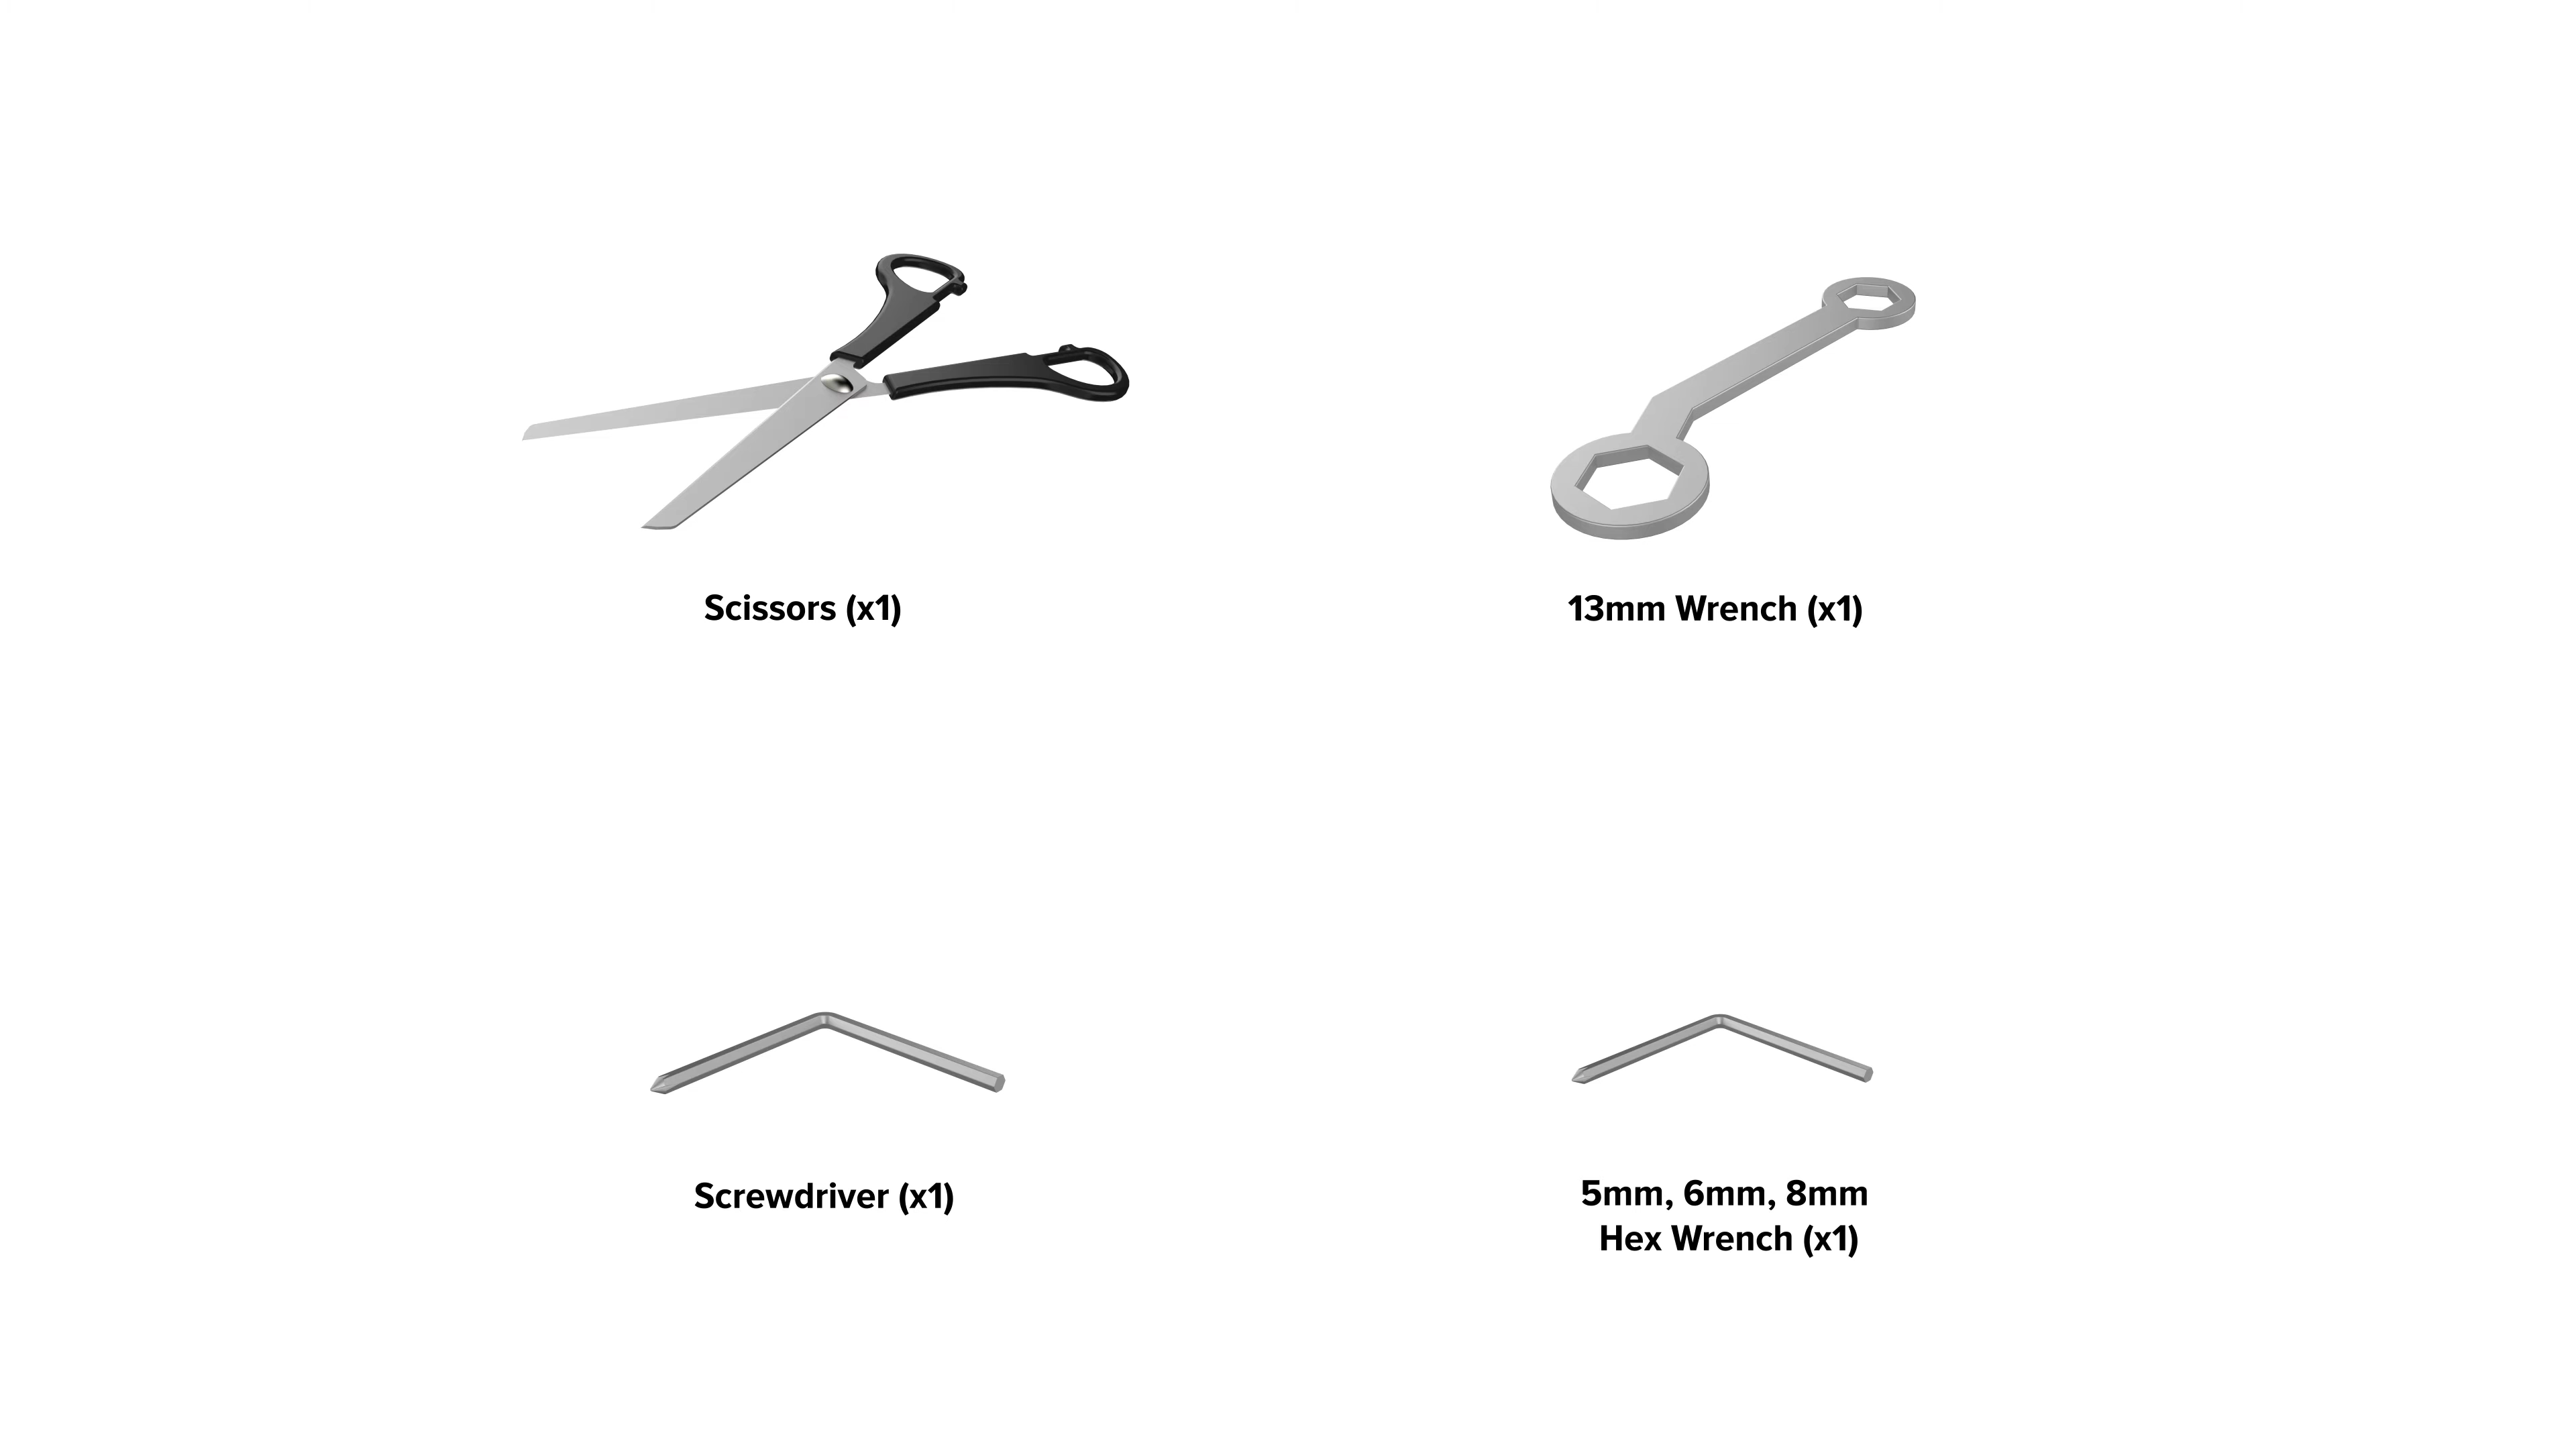 Scissors (x1)
13mm Wrench (x1)
Screwdriver (x1)
5mm, 6mm, 8mm
Hex Wrench (x1)